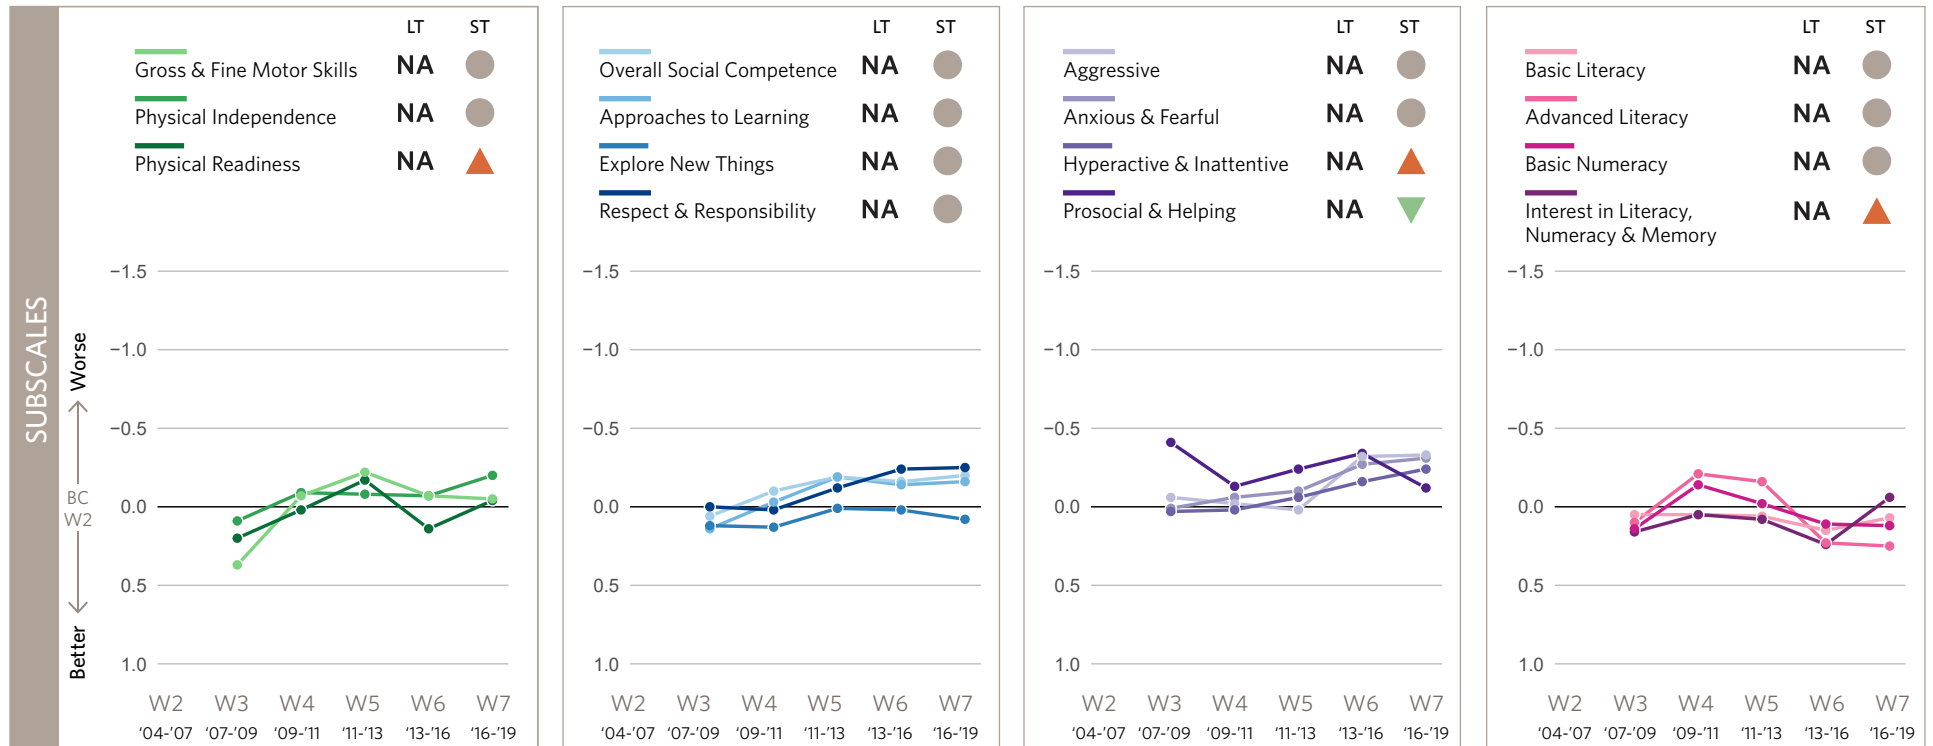 SUBSCALES
Worse
BC
W2
Better
LT ST
Gross & Fine Motor Skills NA
Physical Independence NA
Physical Readiness NA
−1.5
−1.0
−0.5
0.0
0.5
1.0
W2 W3 W4 W5 W6 W7
‘04-’07 ‘07-’09 ‘09-’11 ‘11-’13 ‘13-’16 ‘16-’19
LT ST
Overall Social Competence NA
Approaches to Learning NA
Explore New Things NA
Respect & Responsibility NA
−1.5
−1.0
−0.5
0.0
0.5
1.0
W2 W3 W4 W5 W6 W7
‘04-’07 ‘07-’09 ‘09-’11 ‘11-’13 ‘13-’16 ‘16-’19
LT ST
Aggressive NA
Anxious & Fearful NA
Hyperactive & Inattentive NA
Prosocial & Helping NA
−1.5
−1.0
−0.5
0.0
0.5
1.0
W2 W3 W4 W5 W6 W7
‘04-’07 ‘07-’09 ‘09-’11 ‘11-’13 ‘13-’16 ‘16-’19
LT ST
Basic Literacy NA
Advanced Literacy NA
Basic Numeracy NA
Interest in Literacy, NA
Numeracy & Memory
−1.5
−1.0
−0.5
0.0
0.5
1.0
W2 W3 W4 W5 W6 W7
‘04-’07 ‘07-’09 ‘09-’11 ‘11-’13 ‘13-’16 ‘16-’19